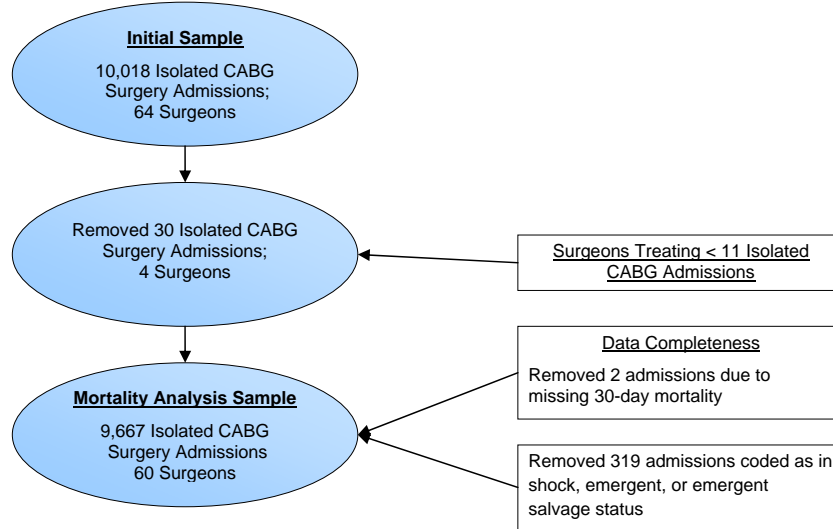 Initial Sample
10,018 Isolated CABG
Surgery Admissions;
64 Surgeons
Removed 30 Isolated CABG
Surgery Admissions;
4 Surgeons
Surgeons Treating < 11 Isolated
CABG Admissions
Data Completeness
Removed 2 admissions due to
missing 30-day mortality
Mortality Analysis Sample
9,667 Isolated CABG
Surgery Admissions
60 Surgeons
Removed 319 admissions coded as in
shock, emergent, or emergent
salvage status